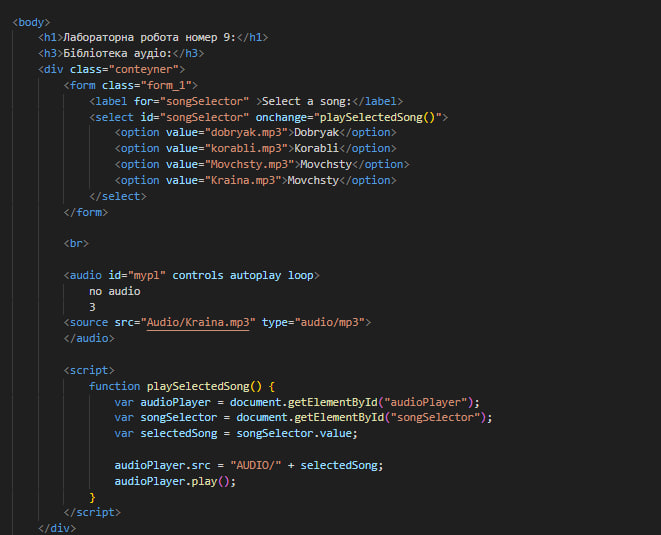 <body>
<h1>Лабораторна робота номер 9:</h1>
<h3>Бібліотека аудіо:</h3>
<div class="conteyner">
<form class="form_1">
<label for="songSelector" >Select a song:</label>
<select id="songSelector" onchange="playSelectedSong()">
<option value="dobryak.mp3">Dobryak</option>
<option value="korabli.mp3">Korabli</option>
<option value="Movchsty.mp3">Movchsty</option>
<option value="Kraina.mp3">Movchsty</option>
</select>
</form>
<br>
<audio id="mypl" controls autoplay loop>
no audio
3
<source src="Audio/Kraina.mp3" type="audio/mp3">
</audio>
<script>
function playSelectedSong() {
var audioPlayer = document.getElementById("audioPlayer");
var songSelector = document.getElementById("songSelector");
var selectedSong = songSelector.value;
audioPlayer.src = "AUDIO/" + selectedSong;
audioPlayer.play();
}
</script>
</div>